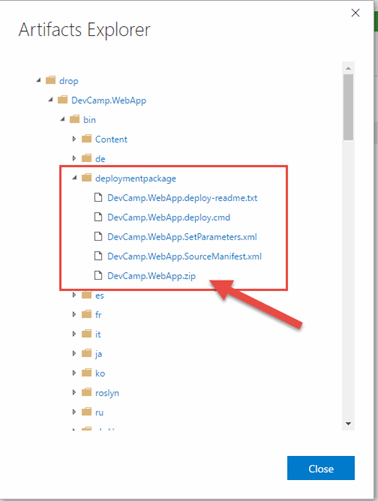 Artifacts Explorer
drop
DevCamp.WebApp
bin
Content
de
deploymentpackage
DevCamp.WebApp.deploy-readme.txt
DevCamp.WebApp.deploy.cmd
DevCamp.WebApp.SetParameters.xml
DevCamp.WebApp.SourceManifest.xml
DevCamp.WebApp.zip
es
fr
it
ja
ko
roslyn
ru
Close